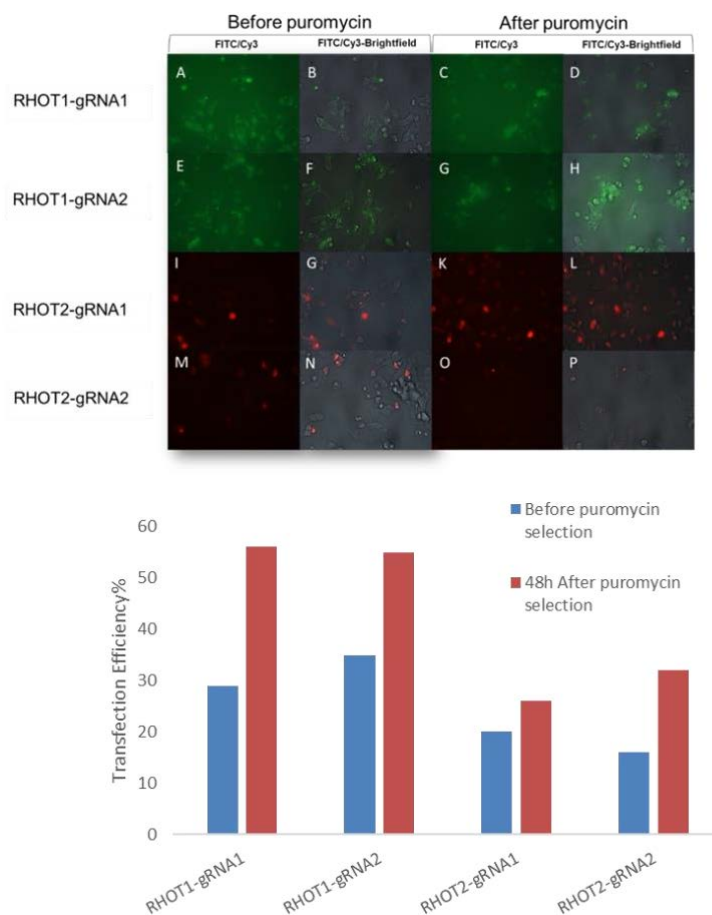 Before puromycin After puromycin
FITC/Cy3 FITC/Cy3-Brightfield FITC/Cy3 FITC/Cy3-Brightfield
RHOT1-gRNA1
A B C D
RHOT1-gRNA2
E F G H
RHOT2-gRNA1
I G K L
RHOT2-gRNA2
M N O P
Before puromycin
selection
48h After puromycin
selection
Transfection Efficiency%
60
50
40
30
20
10
0
RHOT1-gRNA1
RHOT1-gRNA2
RHOT2-gRNA1
RHOT2-gRNA2